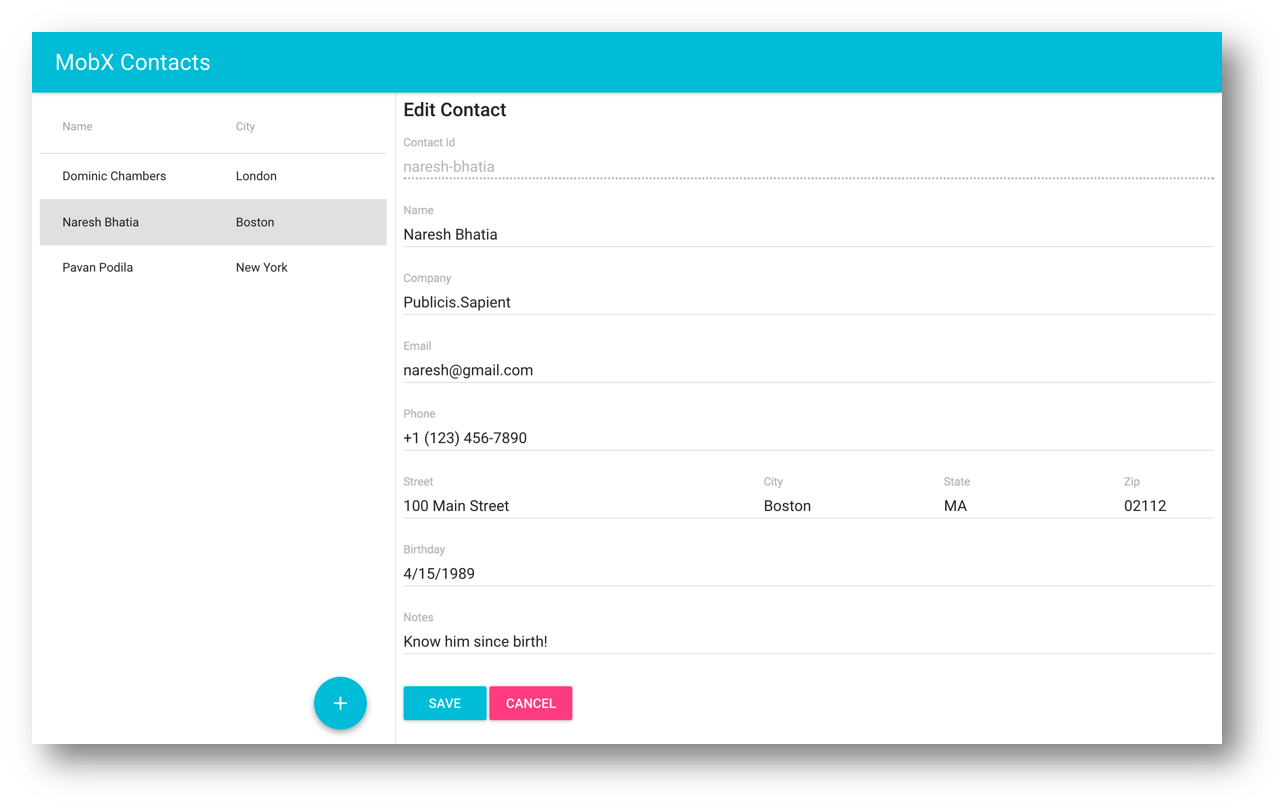 MobX Contacts
Name City
Dominic Chambers London
Naresh Bhatia Boston
Pavan Podila New York
+
Edit Contact
Contact Id
naresh-bhatia
Name
Naresh Bhatia
Company
Publicis.Sapient
Email
naresh@gmail.com
Phone
+1 (123) 456-7890
Street City State Zip
100 Main Street Boston MA 02112
Birthday
4/15/1989
Notes
Know him since birth!
SAVE CANCEL